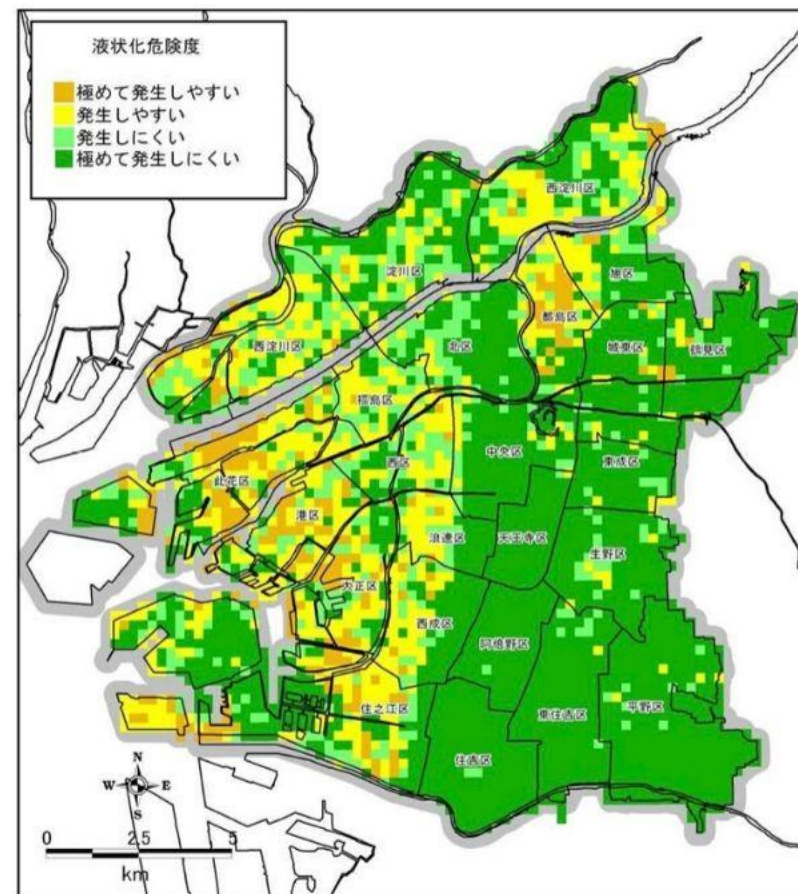 液状化危険度
極めて発生しやすい
発生しやすい
発生しにくい
極めて発生しにくい
西淀川区
淀川区
旭区
都島区
西淀川区
北区
城東区
鶴見区
福島区
西区
中央区
東成区
此花区
港区
浪速区
天王寺区
生野区
大正区
西成区
阿倍野区
住之江区
東住吉区
平野区
住吉区
N
W E
S
0 2.5 5
km